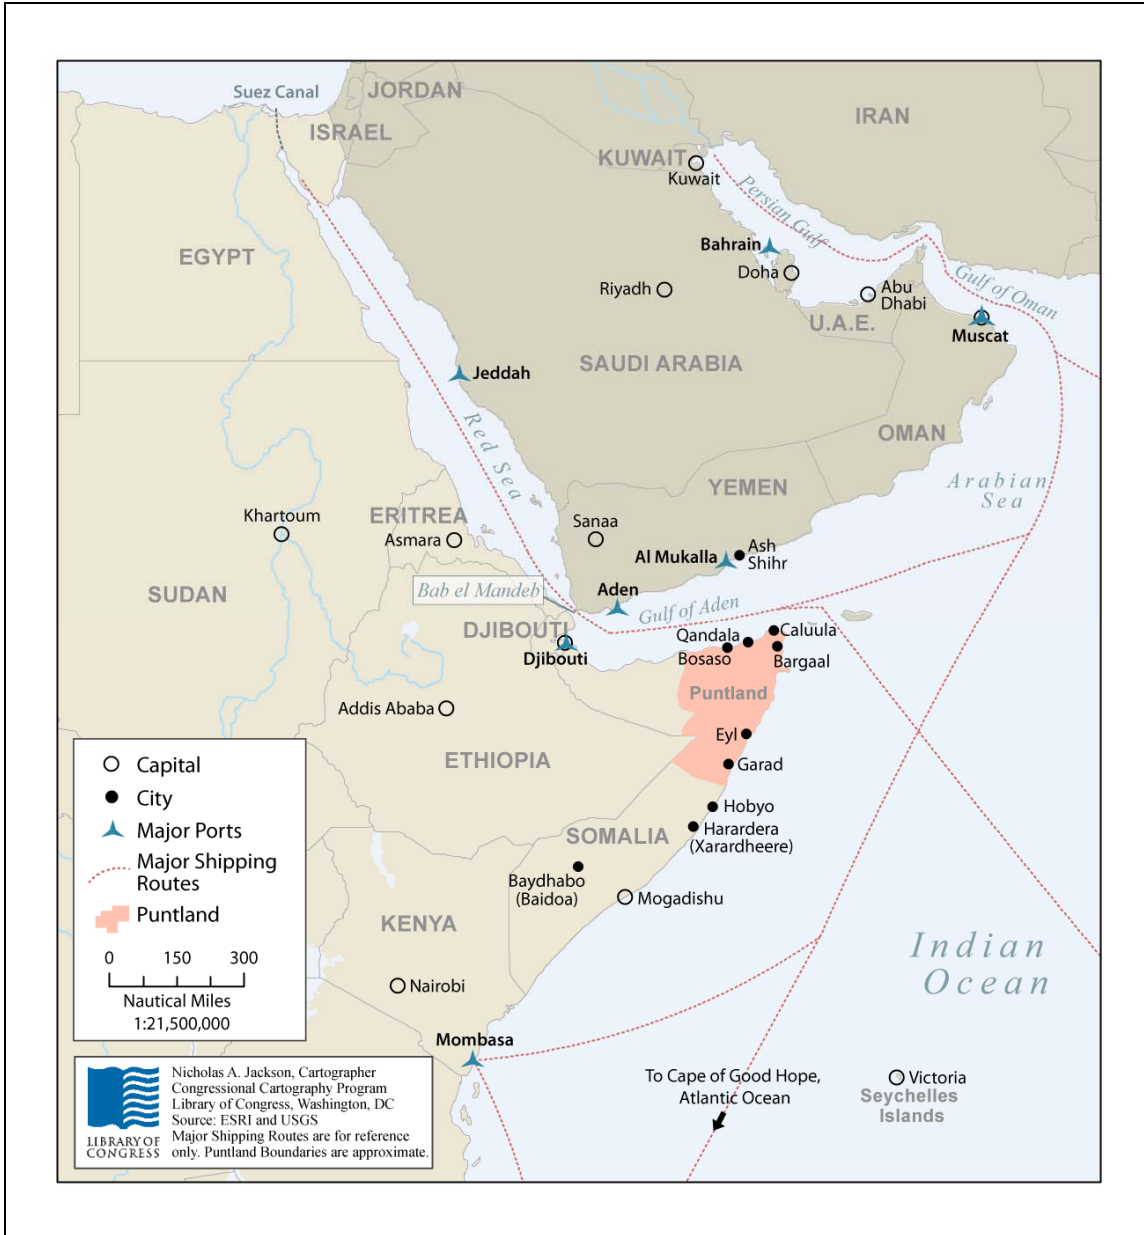 Suez Canal
JORDAN
ISRAEL
IRAN
KUWAIT
Kuwait
Persian Gulf
EGYPT
Bahrain
Doha
Riyadh
Abu
Dhabi
Gulf of Oman
U.A.E.
Muscat
Jeddah
SAUDI ARABIA
Red Sea
OMAN
Arabian
Sea
YEMEN
Khartoum
ERITREA
Asmara
Sanaa
Al Mukalla
Ash
Shihr
SUDAN
Bab el Mandeb
Aden
Gulf of Aden
DJIBOUTI
Djibouti
Qandala
Caluula
Bosaso
Bargaal
Puntland
Addis Ababa
Eyl
ETHIOPIA
Garad
Hobyo
SOMALIA
Harardera
(Xarardheere)
Baydhabo
(Baidoa)
Mogadishu
KENYA
Indian
Ocean
Nairobi
Mombasa
To Cape of Good Hope,
Atlantic Ocean
Victoria
Seychelles
Islands
Capital
City
Major Ports
Major Shipping
Routes
Puntland
0 150 300
Nautical Miles
1:21,500,000
LIBRARY OF
CONGRESS
Nicholas A. Jackson, Cartographer
Congressional Cartography Program
Library of Congress, Washington, DC
Source: ESRI and USGS
Major Shipping Routes are for reference
only. Puntland Boundaries are approximate.